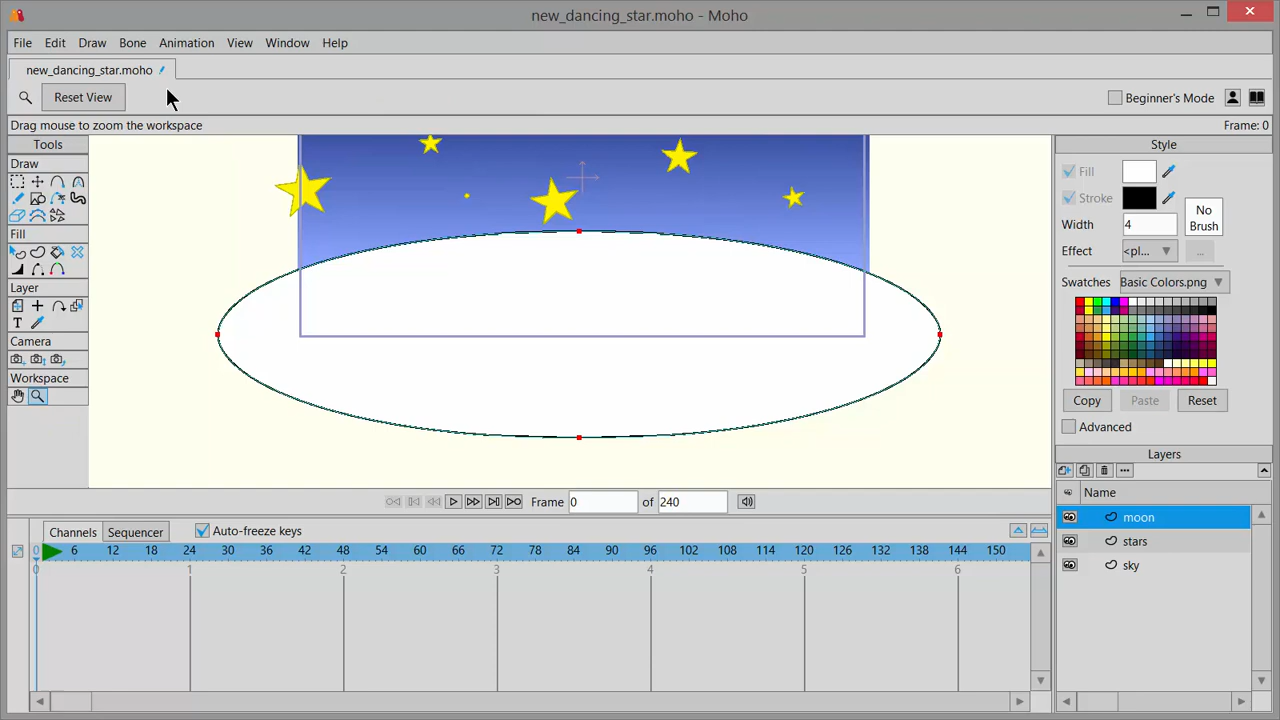 new_dancing_star.moho - Moho
File Edit Draw Bone Animation View Window Help
new_dancing_star.moho
Reset View
Beginner's Mode
Drag mouse to zoom the workspace
Frame: 0
Tools
Draw
Fill
Layer
T
Camera
Workspace
Style
Fill
Stroke
Width 4
No Brush
Effect <pl...
...
Swatches Basic Colors.png
Copy Paste Reset
Advanced
Layers
Name
moon
stars
sky
Frame 0 of 240
Channels Sequencer Auto-freeze keys
0 6 12 18 24 30 36 42 48 54 60 66 72 78 84 90 96 102 108 114 120 126 132 138 144 150
0 1 2 3 4 5 6